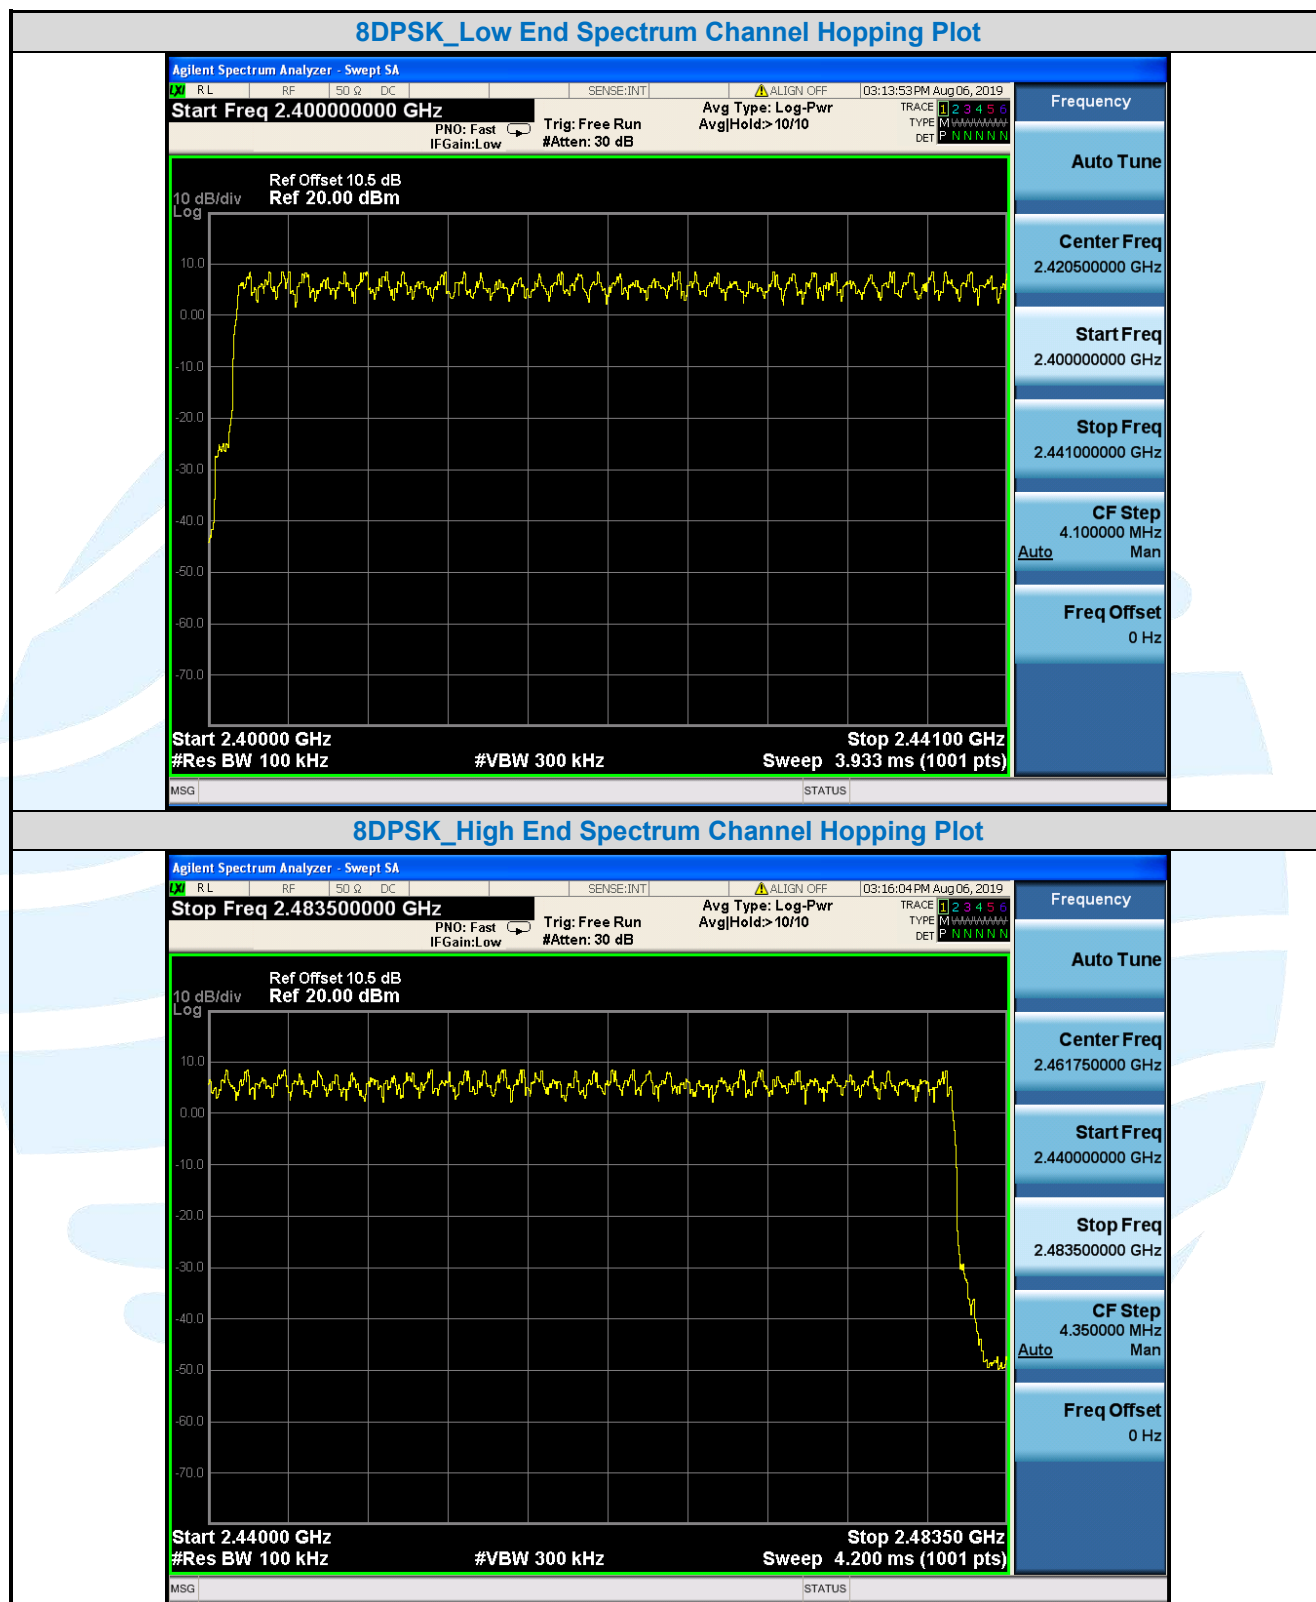 8DPSK_Low End Spectrum Channel Hopping Plot
Agilent Spectrum Analyzer - Swept SA
LXI RL RF 50 Ω DC SENSE:INT ALIGN OFF 03:13:53 PM Aug 06, 2019
Start Freq 2.400000000 GHz
PNO: Fast
IFGain:Low
Trig: Free Run
#Atten: 30 dB
Avg Type: Log-Pwr
Avg|Hold:> 10/10
TRACE 1 2 3 4 5 6
TYPE M W W W W W
DET P N N N N N
Frequency
Auto Tune
Center Freq
2.420500000 GHz
Start Freq
2.400000000 GHz
Stop Freq
2.441000000 GHz
CF Step
4.100000 MHz
Auto Man
Freq Offset
0 Hz
Ref Offset 10.5 dB
10 dB/div Ref 20.00 dBm
Log
10.0
0.00
-10.0
-20.0
-30.0
-40.0
-50.0
-60.0
-70.0
Start 2.40000 GHz Stop 2.44100 GHz
#Res BW 100 kHz #VBW 300 kHz Sweep 3.933 ms (1001 pts)
MSG STATUS
8DPSK_High End Spectrum Channel Hopping Plot
Agilent Spectrum Analyzer - Swept SA
LXI RL RF 50 Ω DC SENSE:INT ALIGN OFF 03:16:04 PM Aug 06, 2019
Stop Freq 2.483500000 GHz
PNO: Fast
IFGain:Low
Trig: Free Run
#Atten: 30 dB
Avg Type: Log-Pwr
Avg|Hold:> 10/10
TRACE 1 2 3 4 5 6
TYPE M W W W W W
DET P N N N N N
Frequency
Auto Tune
Center Freq
2.461750000 GHz
Start Freq
2.440000000 GHz
Stop Freq
2.483500000 GHz
CF Step
4.350000 MHz
Auto Man
Freq Offset
0 Hz
Ref Offset 10.5 dB
10 dB/div Ref 20.00 dBm
Log
10.0
0.00
-10.0
-20.0
-30.0
-40.0
-50.0
-60.0
-70.0
Start 2.44000 GHz Stop 2.48350 GHz
#Res BW 100 kHz #VBW 300 kHz Sweep 4.200 ms (1001 pts)
MSG STATUS